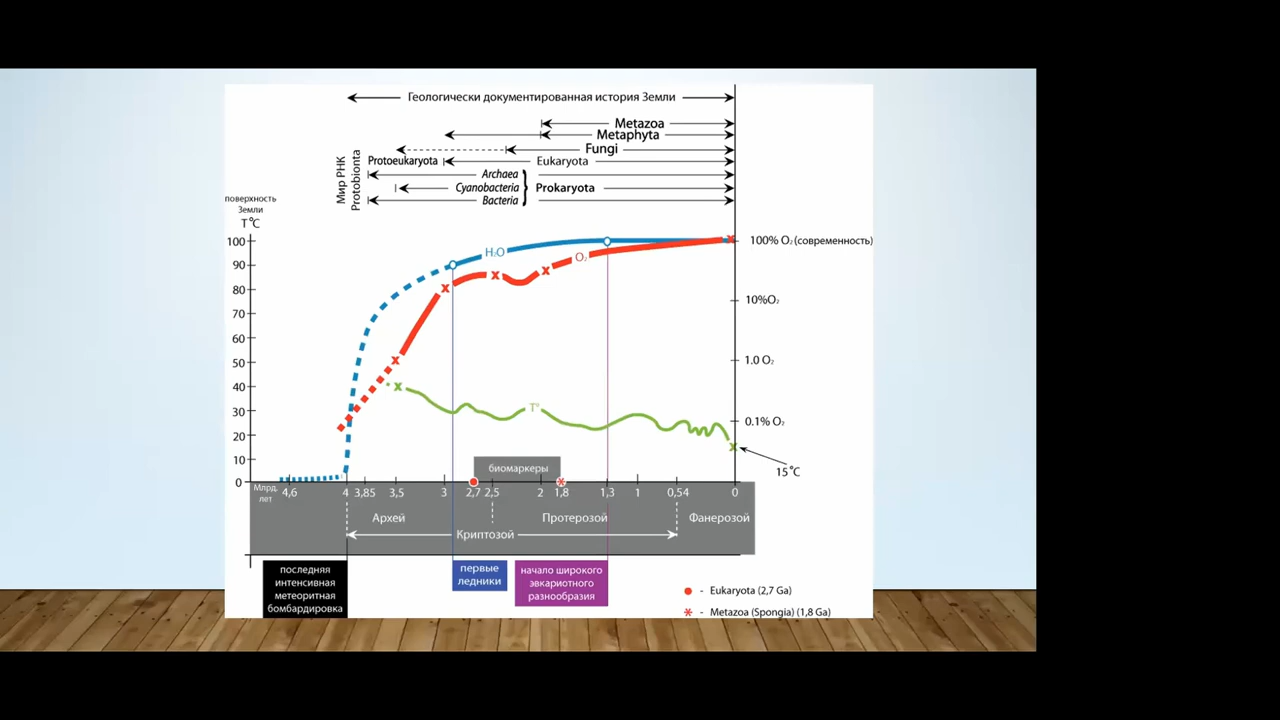 Геологически документированная история Земли
Metazoa
Metaphyta
Fungi
Protoeukaryota
Eukaryota
Мир РНК
Protobionta
Archaea
Cyanobacteria
Prokaryota
Bacteria
поверхность
Земли
T°C
100
90
80
70
60
50
40
30
20
10
0
H₂O
O₂
T°
100% O₂ (современность)
10%O₂
1.0 O₂
0.1% O₂
15°C
биомаркеры
Млрд.
лет
4,6
4
3,85
3,5
3
2,7
2,5
2
1,8
1,3
1
0,54
0
Архей
Протерозой
Фанерозой
Криптозой
последняя
интенсивная
метеоритная
бомбардировка
первые
ледники
начало широкого
эвкариотного
разнообразия
- Eukaryota (2,7 Ga)
- Metazoa (Spongia) (1,8 Ga)